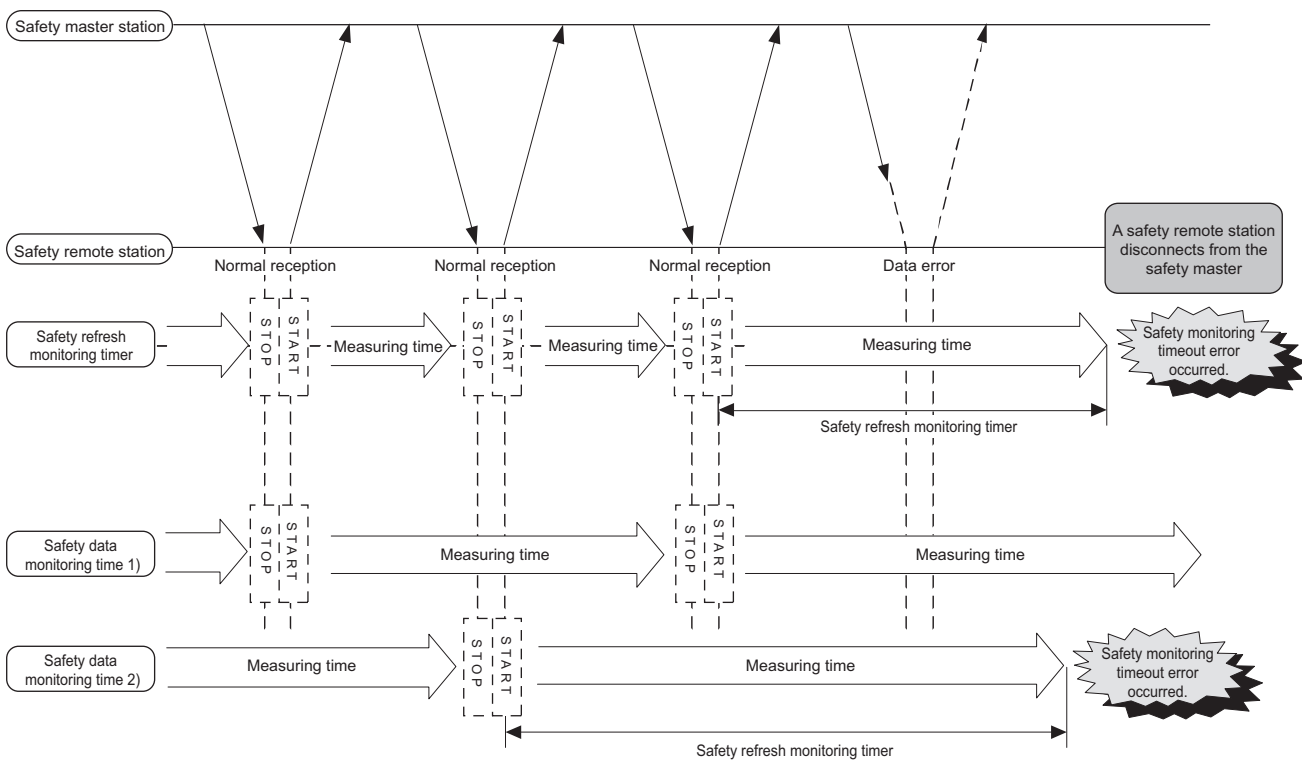 Safety master station
Safety remote station
A safety remote station
disconnects from the
safety master
Normal reception
Normal reception
Normal reception
Data error
Safety refresh
monitoring timer
STOP
START
Measuring time
STOP
START
Measuring time
STOP
START
Measuring time
Safety monitoring
timeout error
occurred.
Safety refresh monitoring timer
Safety data
monitoring time 1)
STOP
START
Measuring time
STOP
START
Measuring time
Safety data
monitoring time 2)
Measuring time
STOP
START
Measuring time
Safety monitoring
timeout error
occurred.
Safety refresh monitoring timer